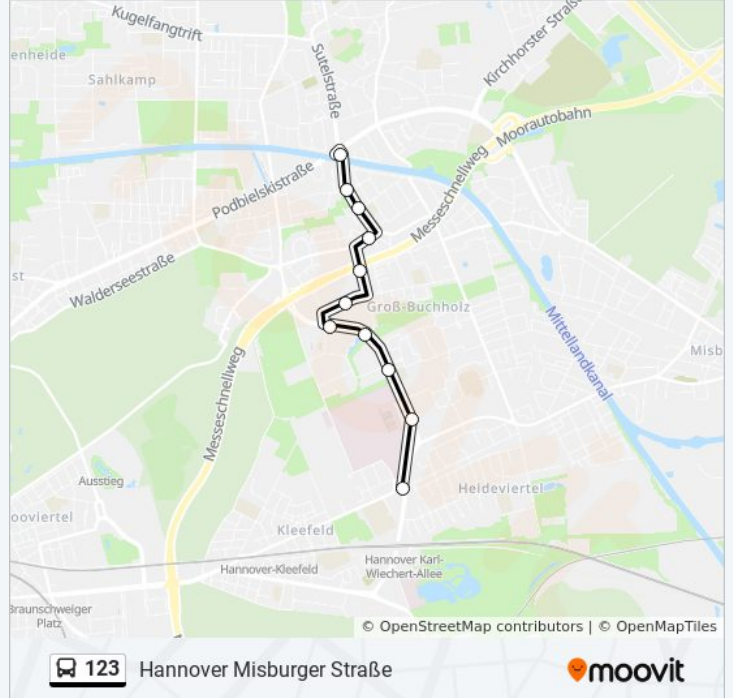 Kugelfangtrift
Sutelstraße
Kirchhorster Straße
enheide
Sahlkamp
Moorautobahn
Podbielskistraße
Messeschnellweg
st
Walderseestraße
Groß-Buchholz
Mittellandkanal
Misb
Messeschnellweg
Ausstieg
Heideviertel
ooviertel
Kleefeld
Hannover-Kleefeld
Hannover Karl-
Wiechert-Allee
Braunschweiger
Platz
© OpenStreetMap contributors | © OpenMapTiles
123 Hannover Misburger Straße
moovit